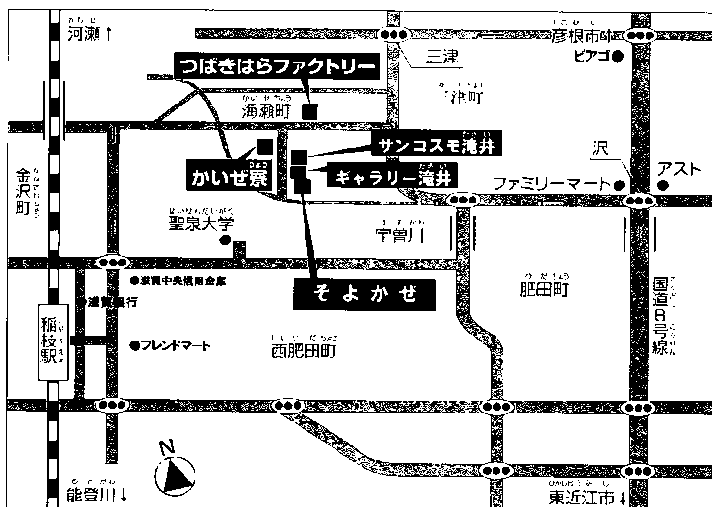 河瀬↑
彦根市↑
三津
ピアゴ
つばきはらファクトリー
海瀬町
サンコスモ滝井
沢
アスト
金沢町
かいぜ寮
ギャラリー滝井
ファミリーマート
聖泉大学
宇曽川
滋賀中央信用金庫
そよかぜ
肥田町
国道8号線
滋賀銀行
稲枝駅
フレンドマート
西肥田町
N
能登川↓
東近江市↓